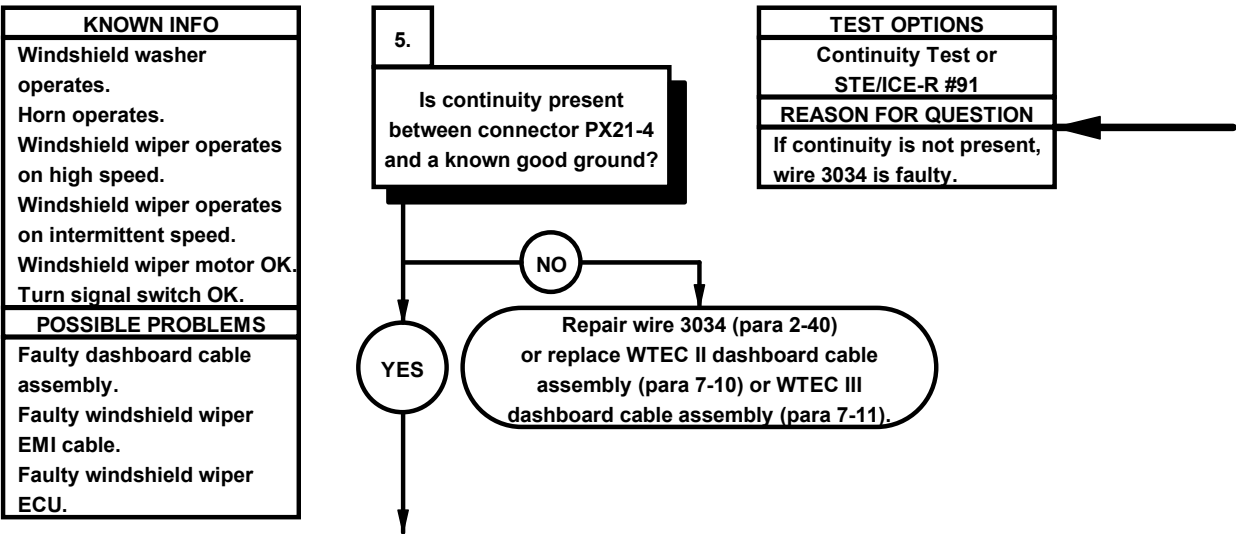 KNOWN INFO
Windshield washer
operates.
Horn operates.
Windshield wiper operates
on high speed.
Windshield wiper operates
on intermittent speed.
Windshield wiper motor OK.
Turn signal switch OK.
POSSIBLE PROBLEMS
Faulty dashboard cable
assembly.
Faulty windshield wiper
EMI cable.
Faulty windshield wiper
ECU.
5.
Is continuity present
between connector PX21-4
and a known good ground?
NO
YES
Repair wire 3034 (para 2-40)
or replace WTEC II dashboard cable
assembly (para 7-10) or WTEC III
dashboard cable assembly (para 7-11).
TEST OPTIONS
Continuity Test or
STE/ICE-R #91
REASON FOR QUESTION
If continuity is not present,
wire 3034 is faulty.